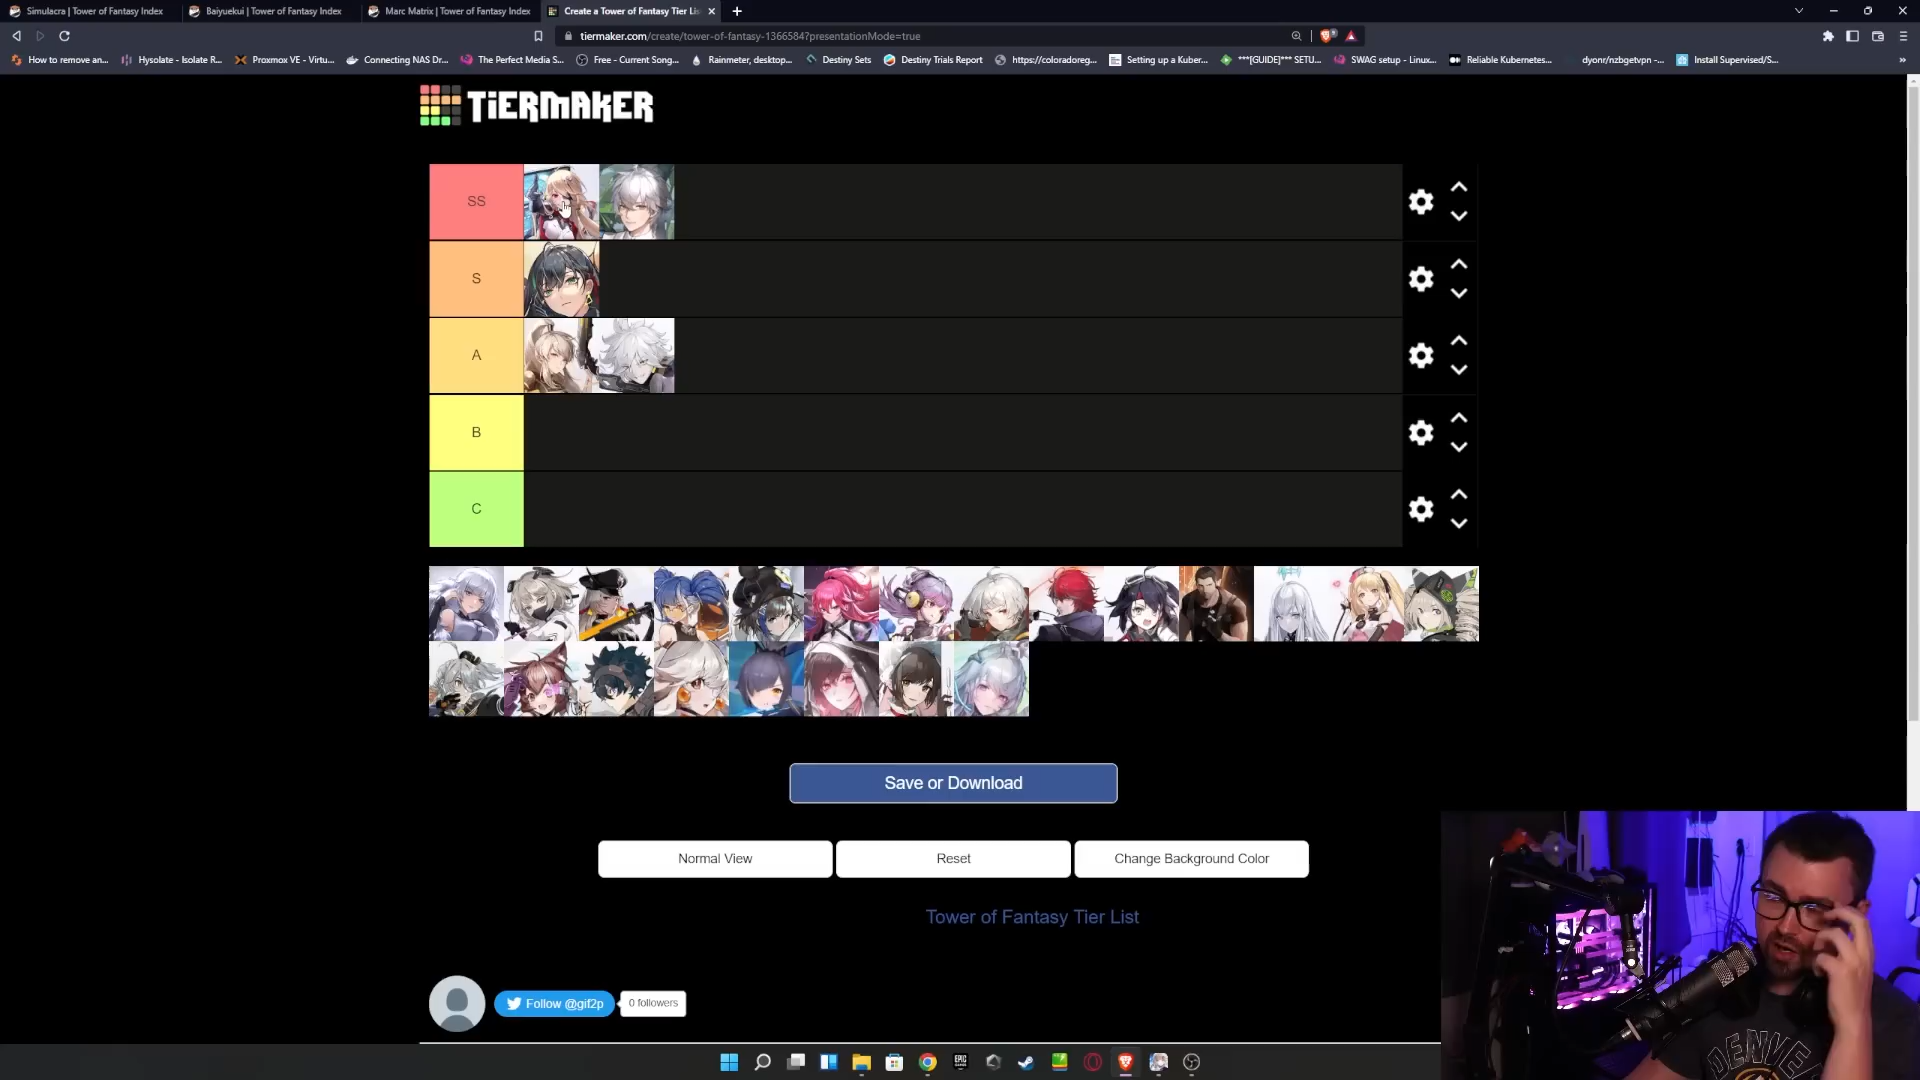 Simulacra | Tower of Fantasy Index
Baiyuekui | Tower of Fantasy Index
Marc Matrix | Tower of Fantasy Index
Create a Tower of Fantasy Tier Li
tiermaker.com/create/tower-of-fantasy-1366584?presentationMode=true
How to remove an...
Hysolate - Isolate R...
Proxmox VE - Virtu...
Connecting NAS Dr...
The Perfect Media S...
Free - Current Song...
Rainmeter, desktop...
Destiny Sets
Destiny Trials Report
https://coloradoreg...
Setting up a Kuber...
***[GUIDE]*** SETU...
SWAG setup - Linux...
Reliable Kubernetes...
dyonr/nzbgetvpn -...
Install Supervised/S...
TiERMAKER
SS
S
A
B
C
Save or Download
Normal View
Reset
Change Background Color
Tower of Fantasy Tier List
Follow @gif2p
0 followers
EPIC
DENVE